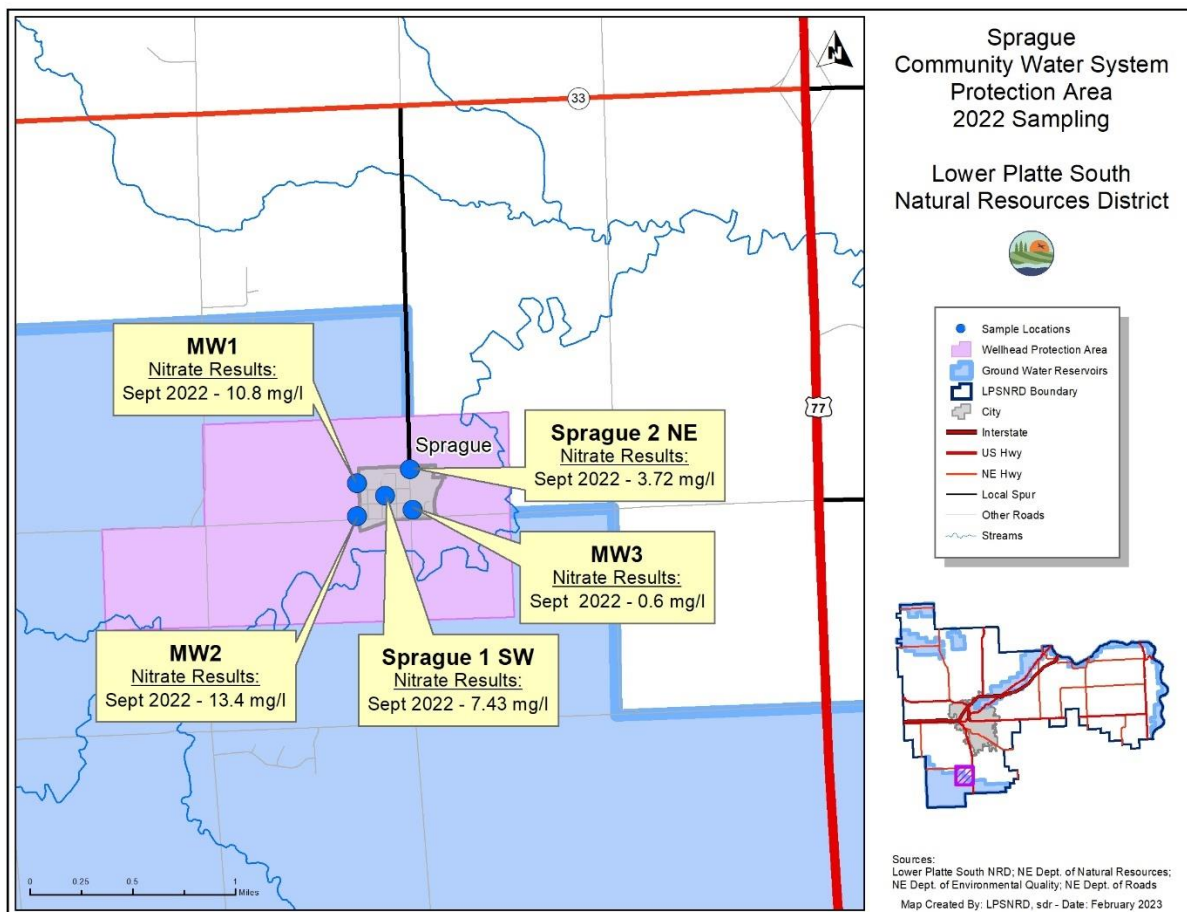 Sprague
Community Water System
Protection Area
2022 Sampling
Lower Platte South
Natural Resources District
N
33
77
MW1
Nitrate Results:
Sept 2022 - 10.8 mg/l
Sprague
Sprague 2 NE
Nitrate Results:
Sept 2022 - 3.72 mg/l
MW3
Nitrate Results:
Sept 2022 - 0.6 mg/l
MW2
Nitrate Results:
Sept 2022 - 13.4 mg/l
Sprague 1 SW
Nitrate Results:
Sept 2022 - 7.43 mg/l
0 0.25 0.5 1
Miles
Sample Locations
Wellhead Protection Area
Ground Water Reservoirs
LPSNRD Boundary
City
Interstate
US Hwy
NE Hwy
Local Spur
Other Roads
Streams
Sources:
Lower Platte South NRD; NE Dept. of Natural Resources;
NE Dept. of Environmental Quality; NE Dept. of Roads
Map Created By: LPSNRD, sdr - Date: February 2023